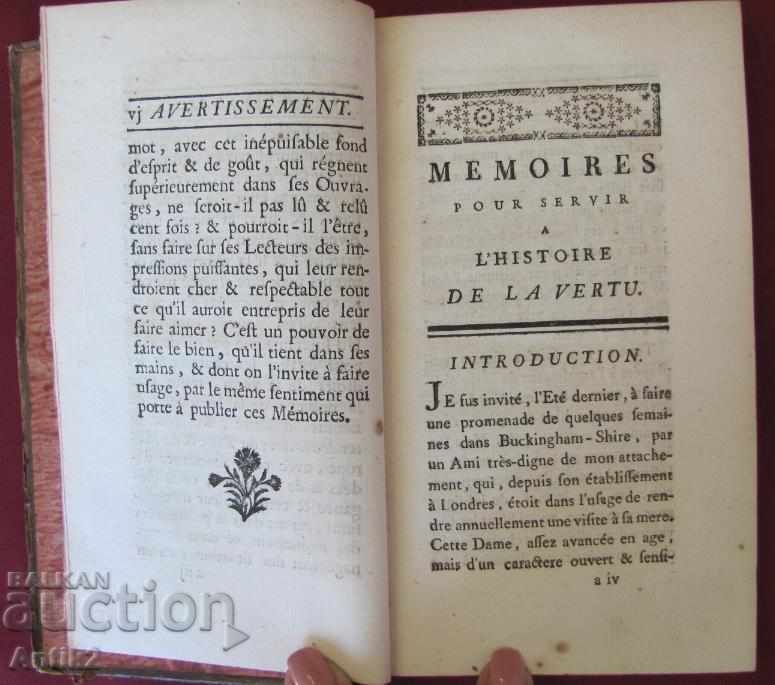 vj AVERTISSEMENT.
mot, avec cet inépuisable fond
d'esprit & de goût, qui régnent
supérieurement dans ses Ouvra-
ges, ne seroit-il pas lû & relû
cent fois ? & pourroit-il l'être,
sans faire sur ses Lecteurs des im-
pressions puissantes, qui leur ren-
droient cher & respectable tout
ce qu'il auroit entrepris de leur
faire aimer ? C'est un pouvoir de
faire le bien, qu'il tient dans ses
mains, & dont on l'invite à faire
usage, par le même sentiment qui
porte à publier ces Mémoires.
MEMOIRES
POUR SERVIR
A
L'HISTOIRE
DE LA VERTU.
INTRODUCTION.
JE fus invité, l'Eté dernier, à faire
une promenade de quelques semai-
nes dans Buckingham-Shire, par
un Ami très-digne de mon attache-
ment, qui, depuis son établissement
à Londres, étoit dans l'usage de ren-
dre annuellement une visite à sa mere.
Cette Dame, assez avancée en age,
mais d'un caractere ouvert & sensi-
a iv
BALKAN
auction
Antik2